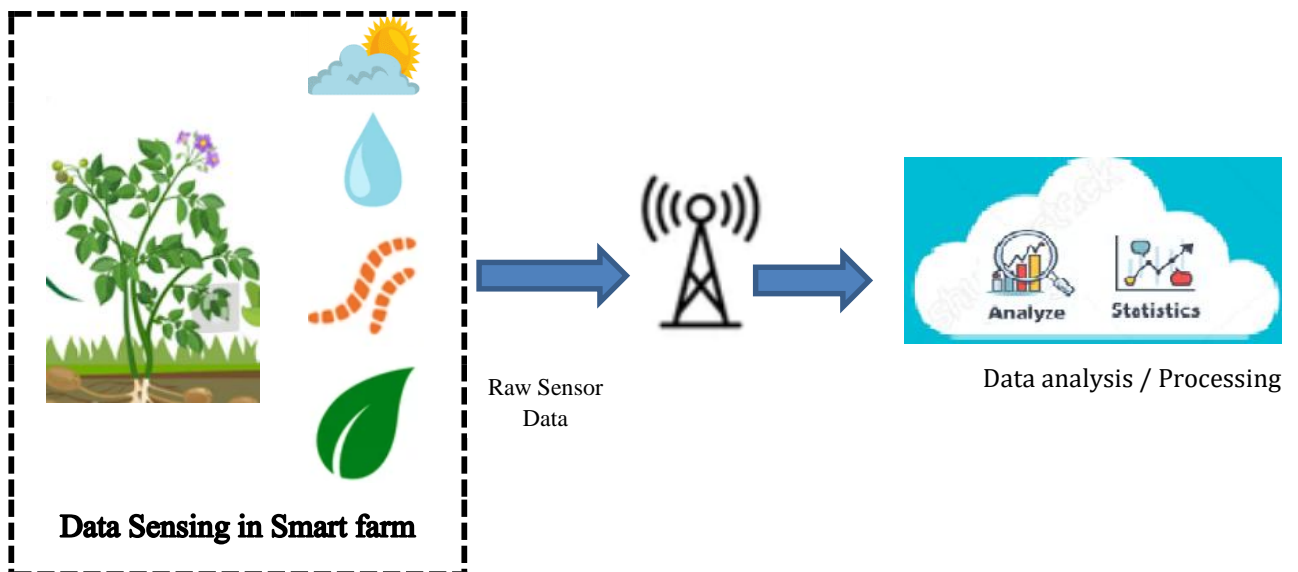 Data Sensing in Smart farm
Raw Sensor
Data
Analyze
Statistics
Data analysis / Processing